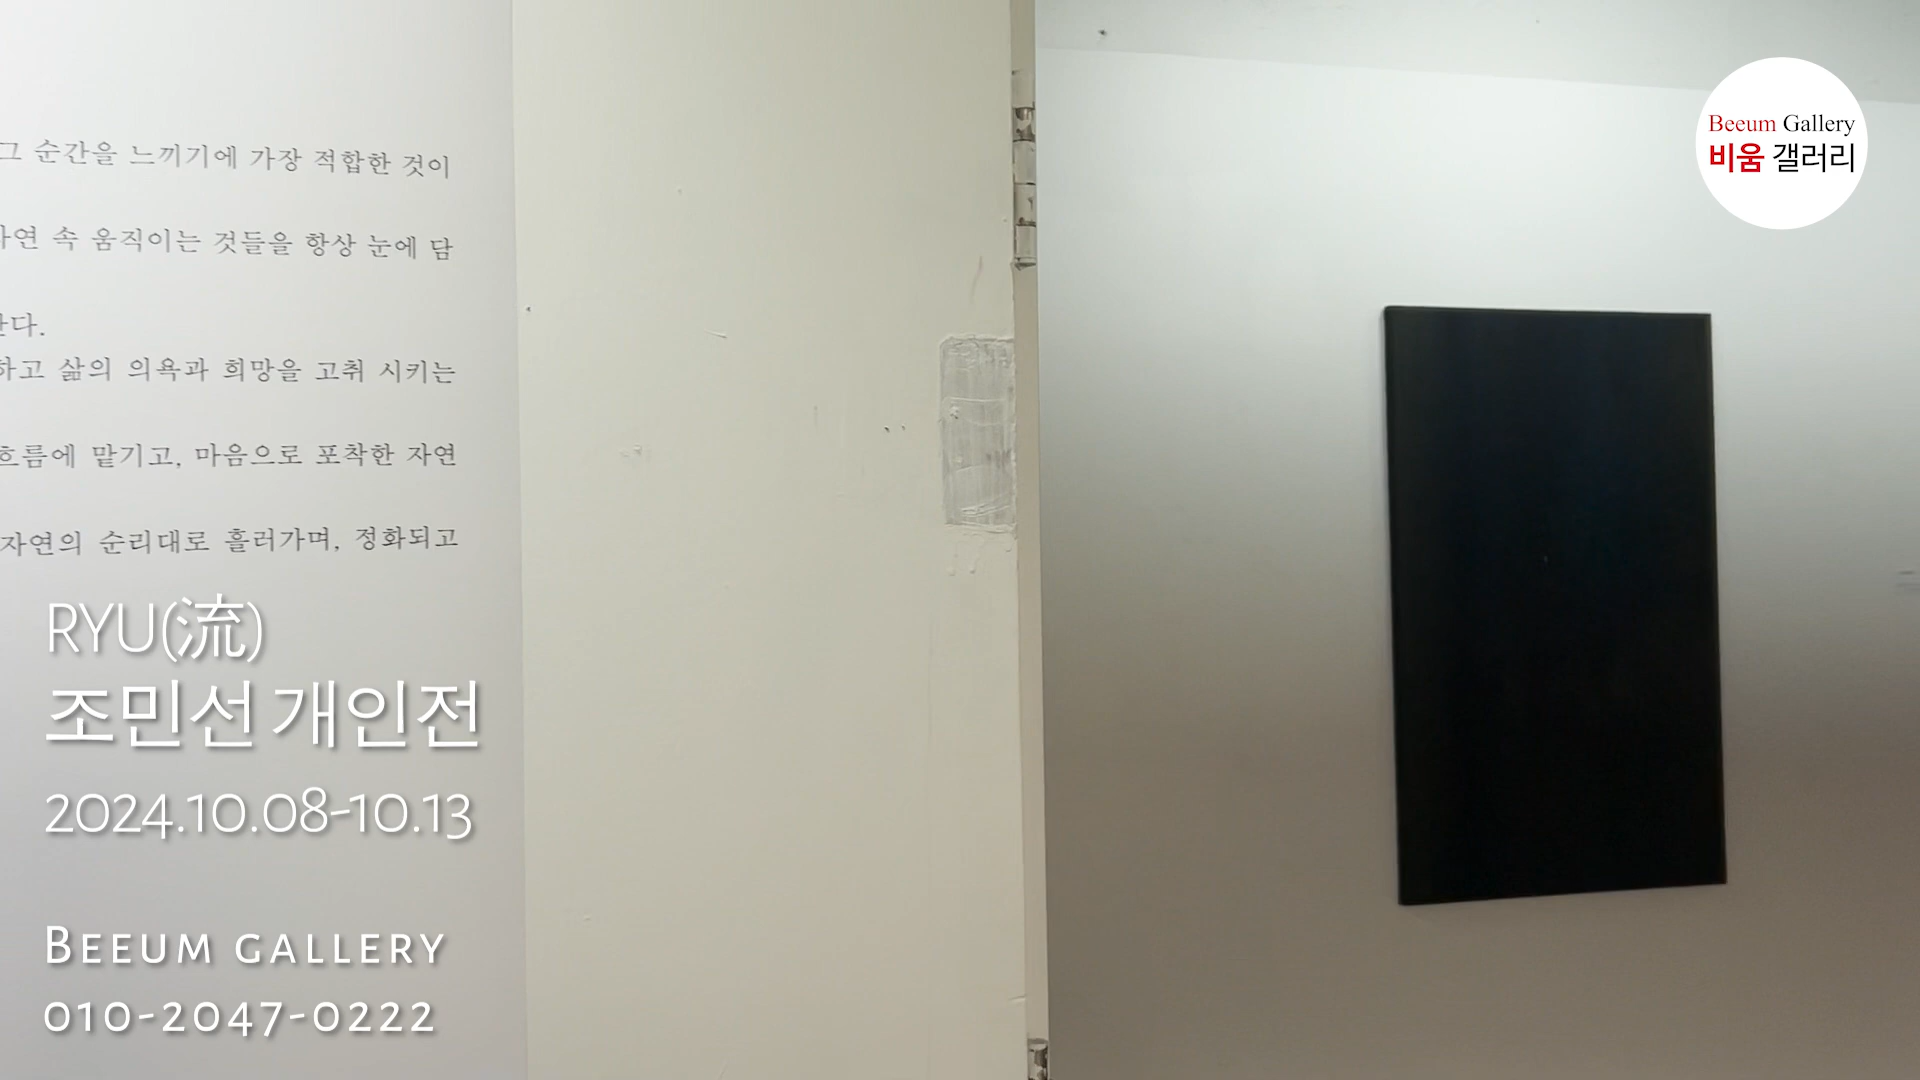 그 순간을 느끼기에 가장 적합한 것이
자연 속 움직이는 것들을 항상 눈에 담
한다.
하고 삶의 의욕과 희망을 고취 시키는
흐름에 맡기고, 마음으로 포착한 자연
자연의 순리대로 흘러가며, 정화되고
RYU(流)
조민선 개인전
2024.10.08-10.13
BEEUM GALLERY
010-2047-0222
Beeum Gallery
비움 갤러리